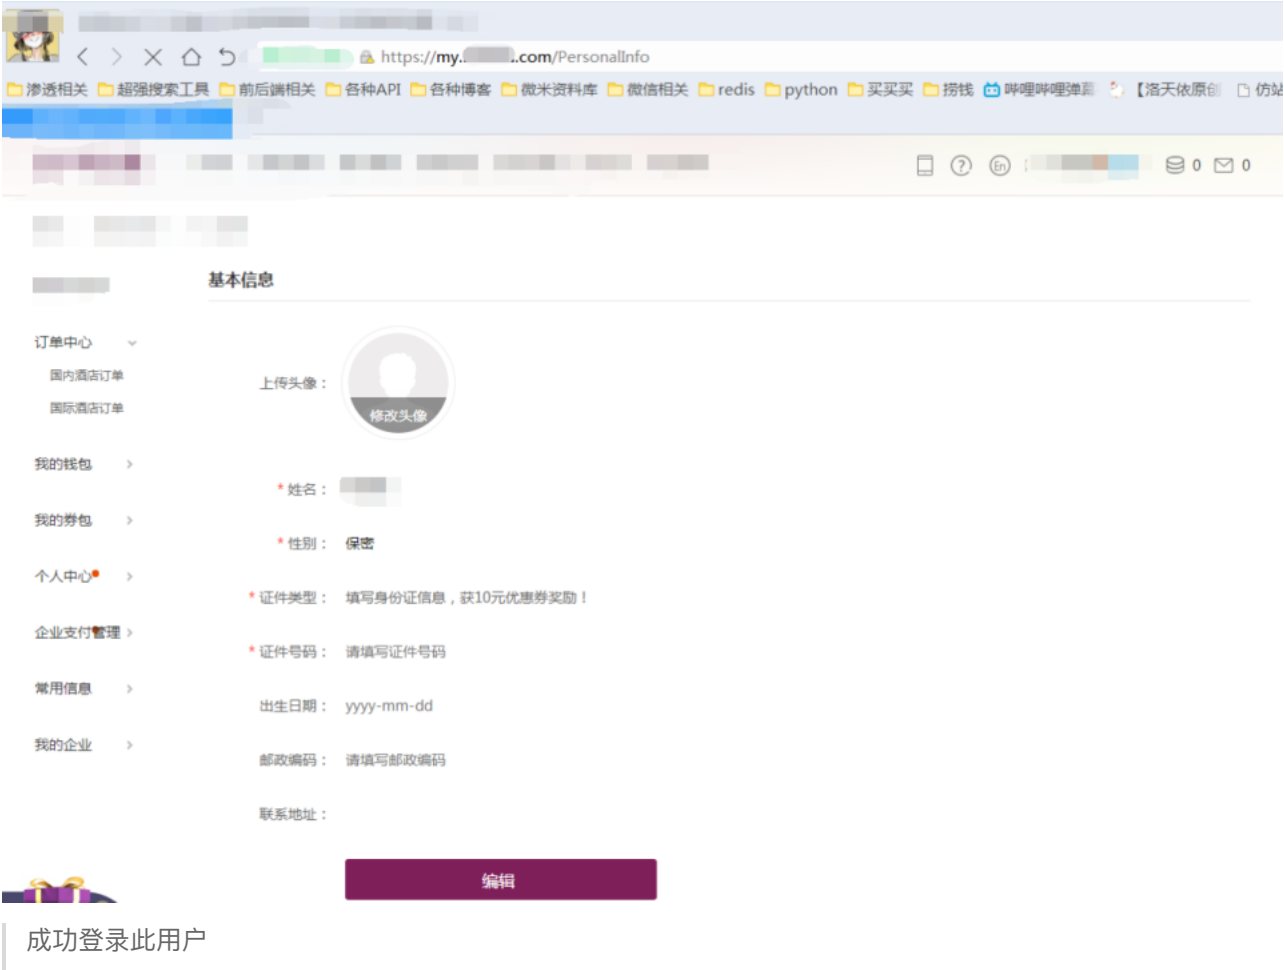 https://my. .com/PersonalInfo
渗透相关 超强搜索工具 前后端相关 各种API 各种博客 微米资料库 微信相关 redis python 买买买 捞钱 哔哩哔哩弹幕 【洛天依原创 仿站
En 0 0
基本信息
订单中心
国内酒店订单
国际酒店订单
我的钱包
我的券包
个人中心
企业支付管理
常用信息
我的企业
上传头像：
修改头像
* 姓名：
* 性别： 保密
* 证件类型： 填写身份证信息，获10元优惠券奖励！
* 证件号码： 请填写证件号码
出生日期： yyyy-mm-dd
邮政编码： 请填写邮政编码
联系地址：
编辑
成功登录此用户